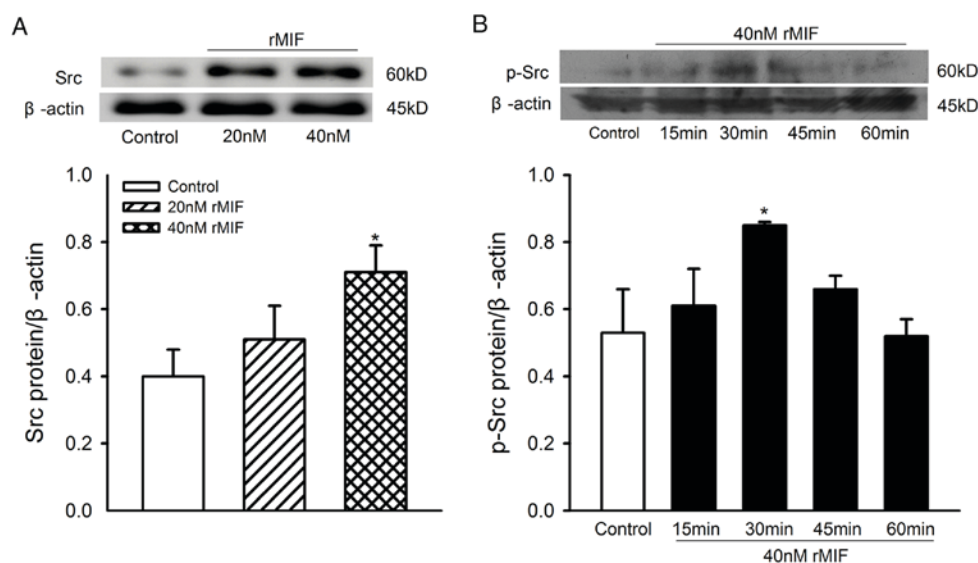 A
rMIF
Src
60kD
β -actin
45kD
Control 20nM 40nM
1.0
0.8
0.6
0.4
0.2
0.0
Src protein/β -actin
Control
20nM rMIF
40nM rMIF
*
B
40nM rMIF
p-Src
60kD
β -actin
45kD
Control 15min 30min 45min 60min
1.0
0.8
0.6
0.4
0.2
0.0
p-Src protein/β -actin
*
Control 15min 30min 45min 60min
40nM rMIF